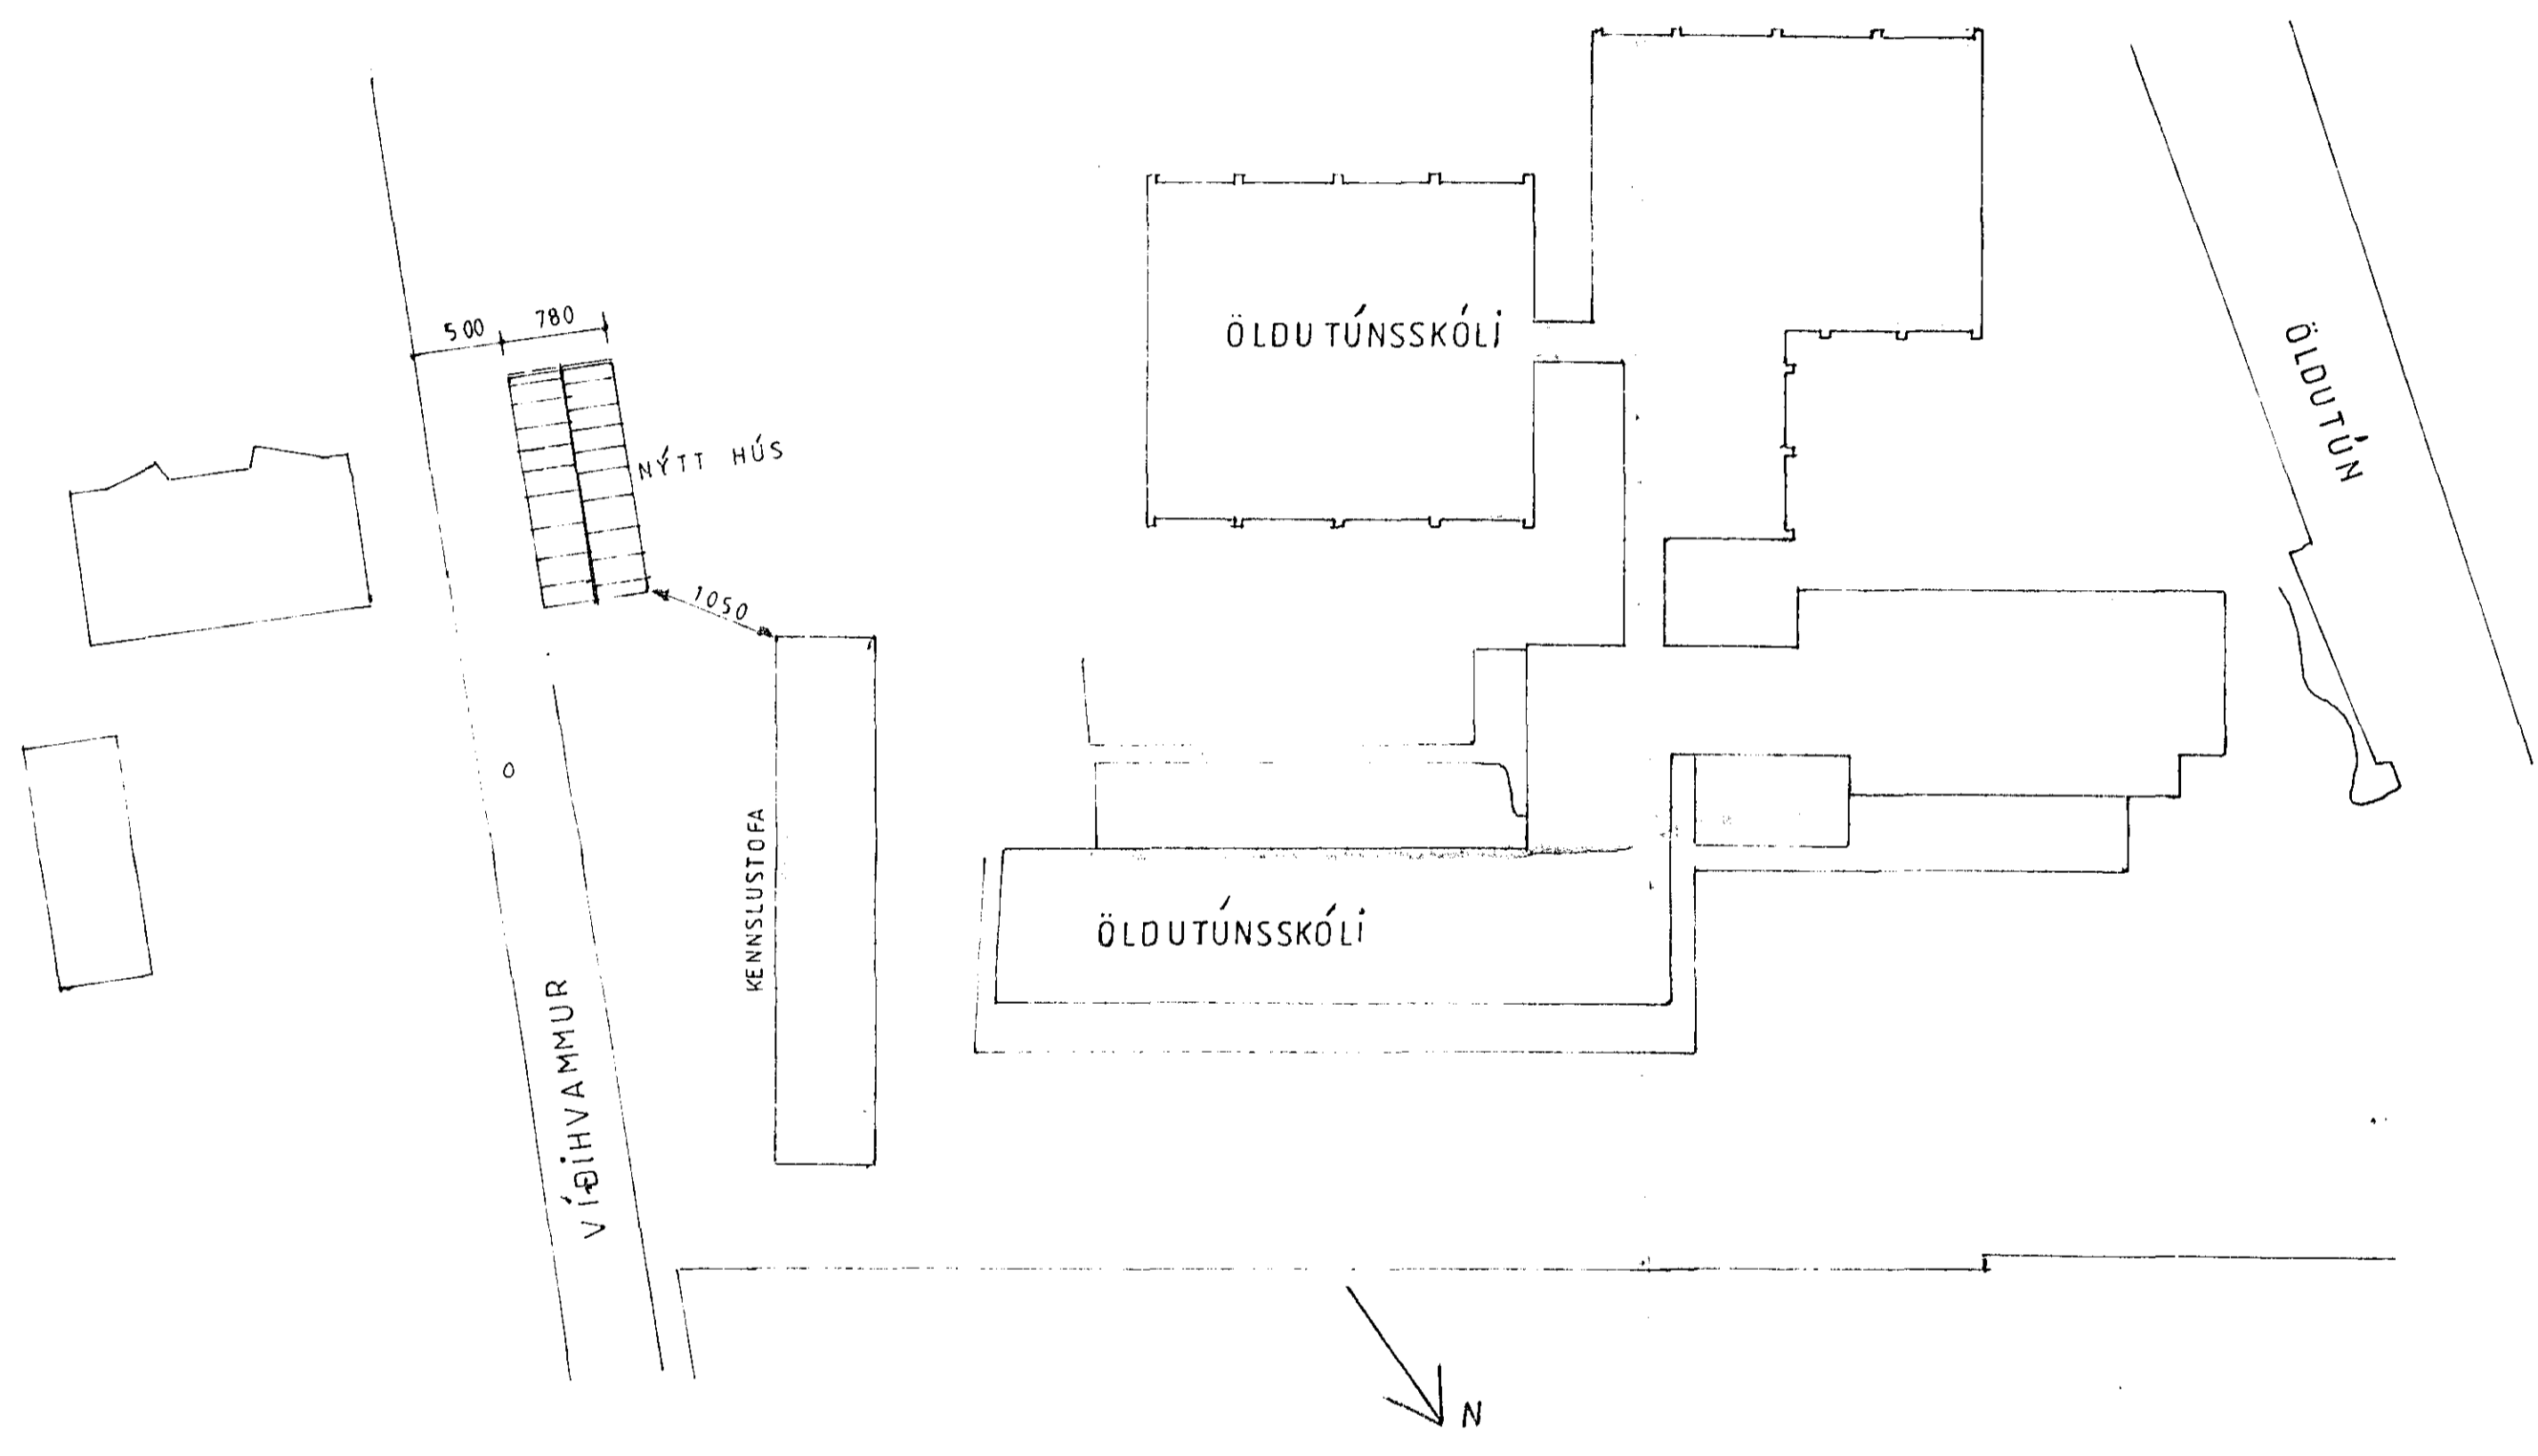 500
780
NÝTT HÚS
1050
ÖLDUTÚNSSKÓLI
ÖLDUTÚN
KENNSLUSTOFA
ÖLDUTÚNSSKÓLI
VÍÐIHVAMMUR
N